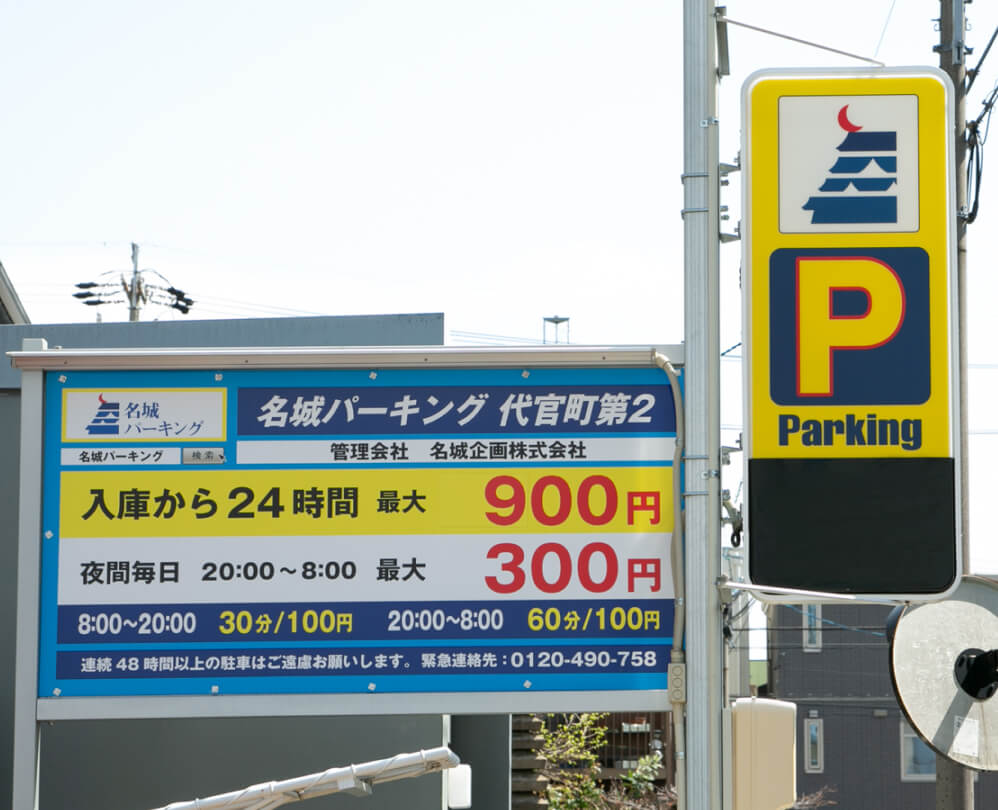 名城
パーキング
名城パーキング 検索
名城パーキング 代官町第2
管理会社 名城企画株式会社
入庫から24時間 最大 900円
夜間毎日 20:00~8:00 最大 300円
8:00~20:00 30分/100円 20:00~8:00 60分/100円
連続48時間以上の駐車はご遠慮お願いします。緊急連絡先:0120-490-758
P
Parking